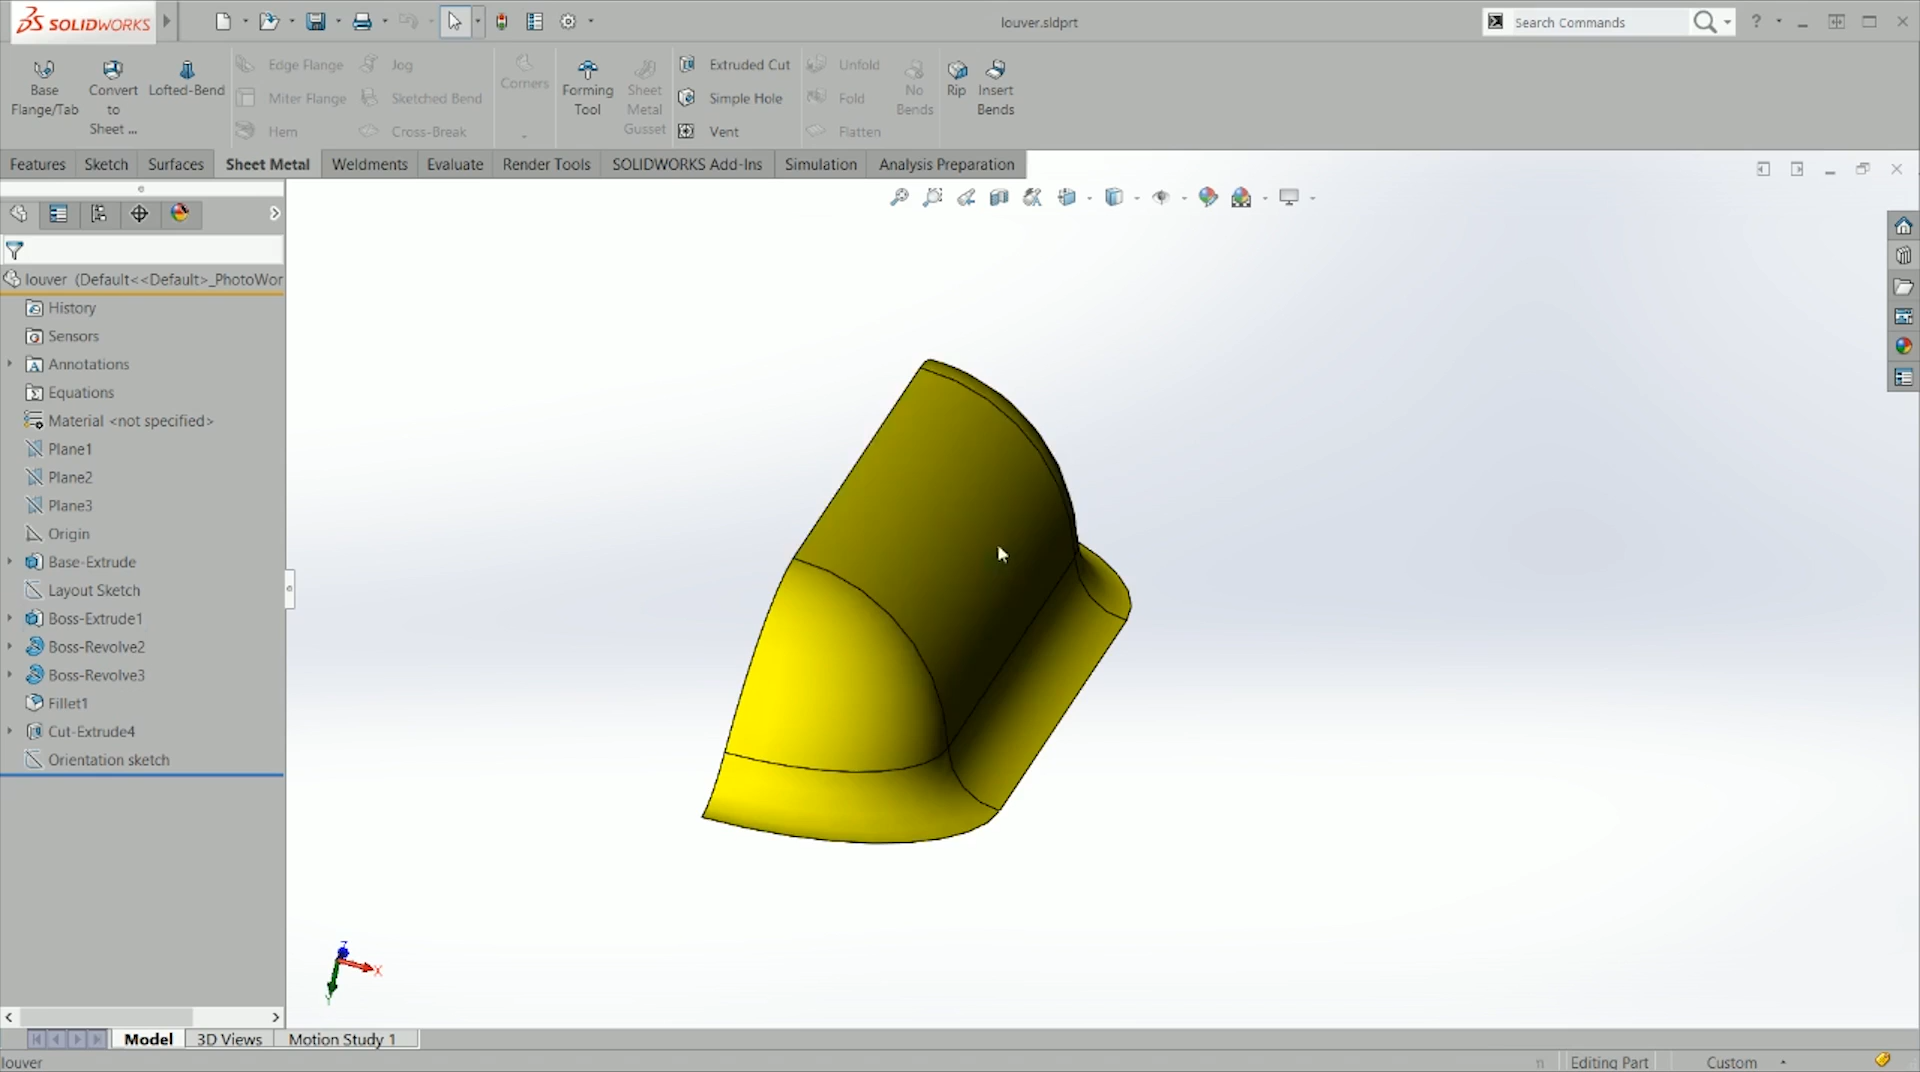 SOLIDWORKS
louver.sldprt
Search Commands
?
Base Flange/Tab
Convert to Sheet ...
Lofted-Bend
Edge Flange
Miter Flange
Hem
Jog
Sketched Bend
Cross-Break
Corners
Forming Tool
Sheet Metal Gusset
Extruded Cut
Simple Hole
Vent
Unfold
Fold
Flatten
No Bends
Rip
Insert Bends
Features Sketch Surfaces Sheet Metal Weldments Evaluate Render Tools SOLIDWORKS Add-Ins Simulation Analysis Preparation
louver (Default<<Default>_PhotoWor
History
Sensors
Annotations
Equations
Material <not specified>
Plane1
Plane2
Plane3
Origin
Base-Extrude
Layout Sketch
Boss-Extrude1
Boss-Revolve2
Boss-Revolve3
Fillet1
Cut-Extrude4
Orientation sketch
Z
X
Y
Model 3D Views Motion Study 1
louver
Editing Part
Custom